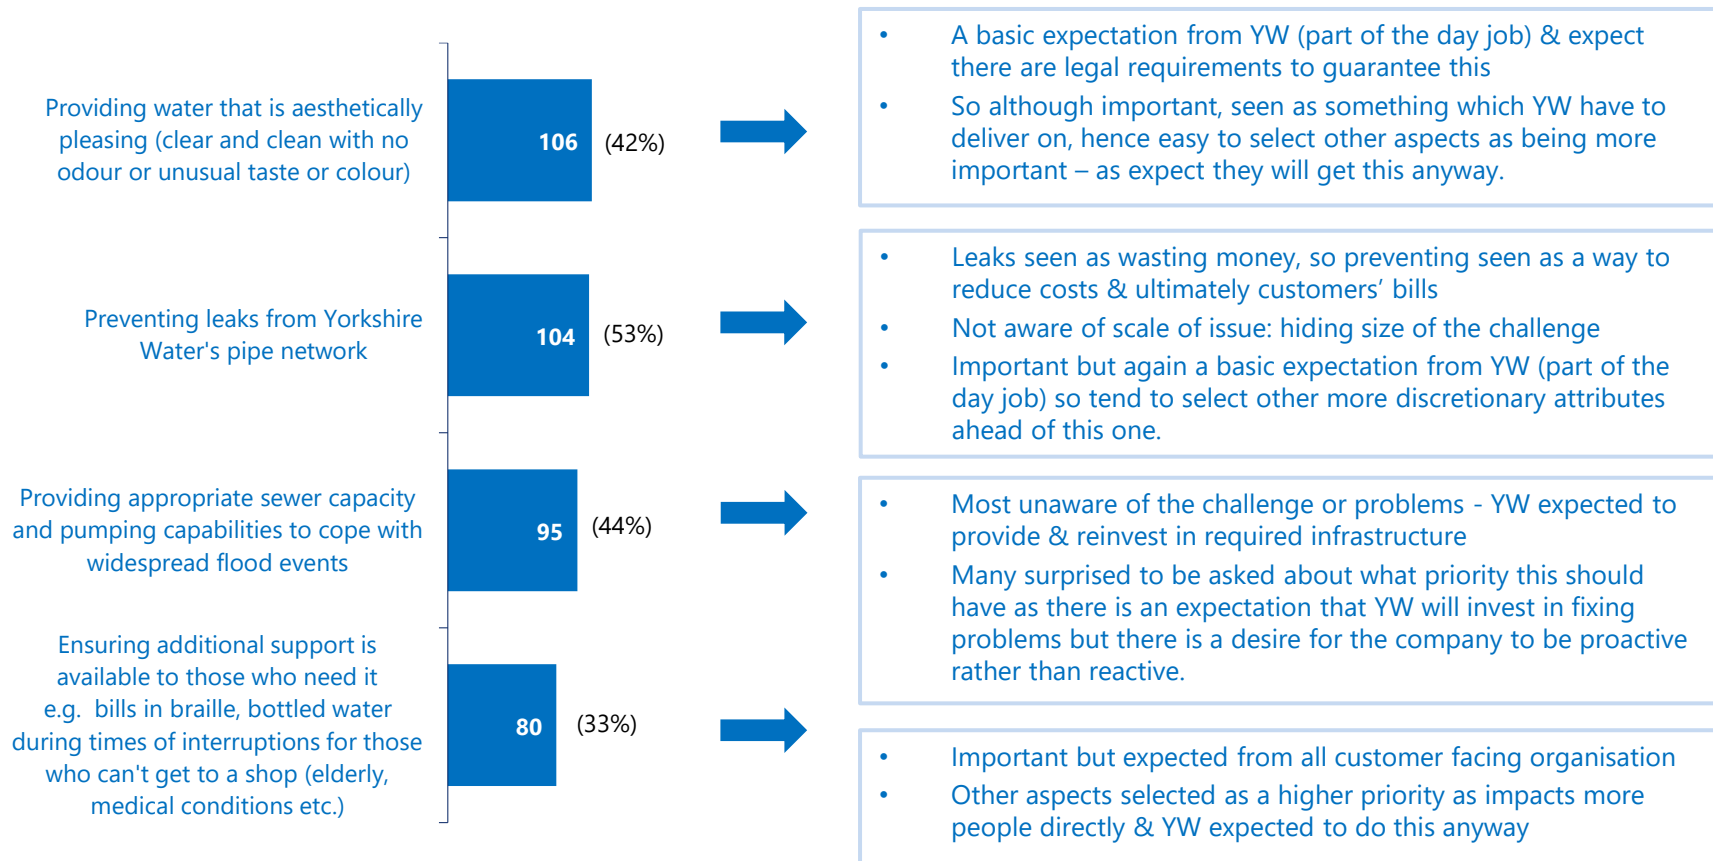 Providing water that is aesthetically
pleasing (clear and clean with no
odour or unusual taste or colour)
106
(42%)
• A basic expectation from YW (part of the day job) & expect
there are legal requirements to guarantee this
• So although important, seen as something which YW have to
deliver on, hence easy to select other aspects as being more
important – as expect they will get this anyway.
Preventing leaks from Yorkshire
Water's pipe network
104
(53%)
• Leaks seen as wasting money, so preventing seen as a way to
reduce costs & ultimately customers’ bills
• Not aware of scale of issue: hiding size of the challenge
• Important but again a basic expectation from YW (part of the
day job) so tend to select other more discretionary attributes
ahead of this one.
Providing appropriate sewer capacity
and pumping capabilities to cope with
widespread flood events
95
(44%)
• Most unaware of the challenge or problems - YW expected to
provide & reinvest in required infrastructure
• Many surprised to be asked about what priority this should
have as there is an expectation that YW will invest in fixing
problems but there is a desire for the company to be proactive
rather than reactive.
Ensuring additional support is
available to those who need it
e.g. bills in braille, bottled water
during times of interruptions for those
who can't get to a shop (elderly,
medical conditions etc.)
80
(33%)
• Important but expected from all customer facing organisation
• Other aspects selected as a higher priority as impacts more
people directly & YW expected to do this anyway